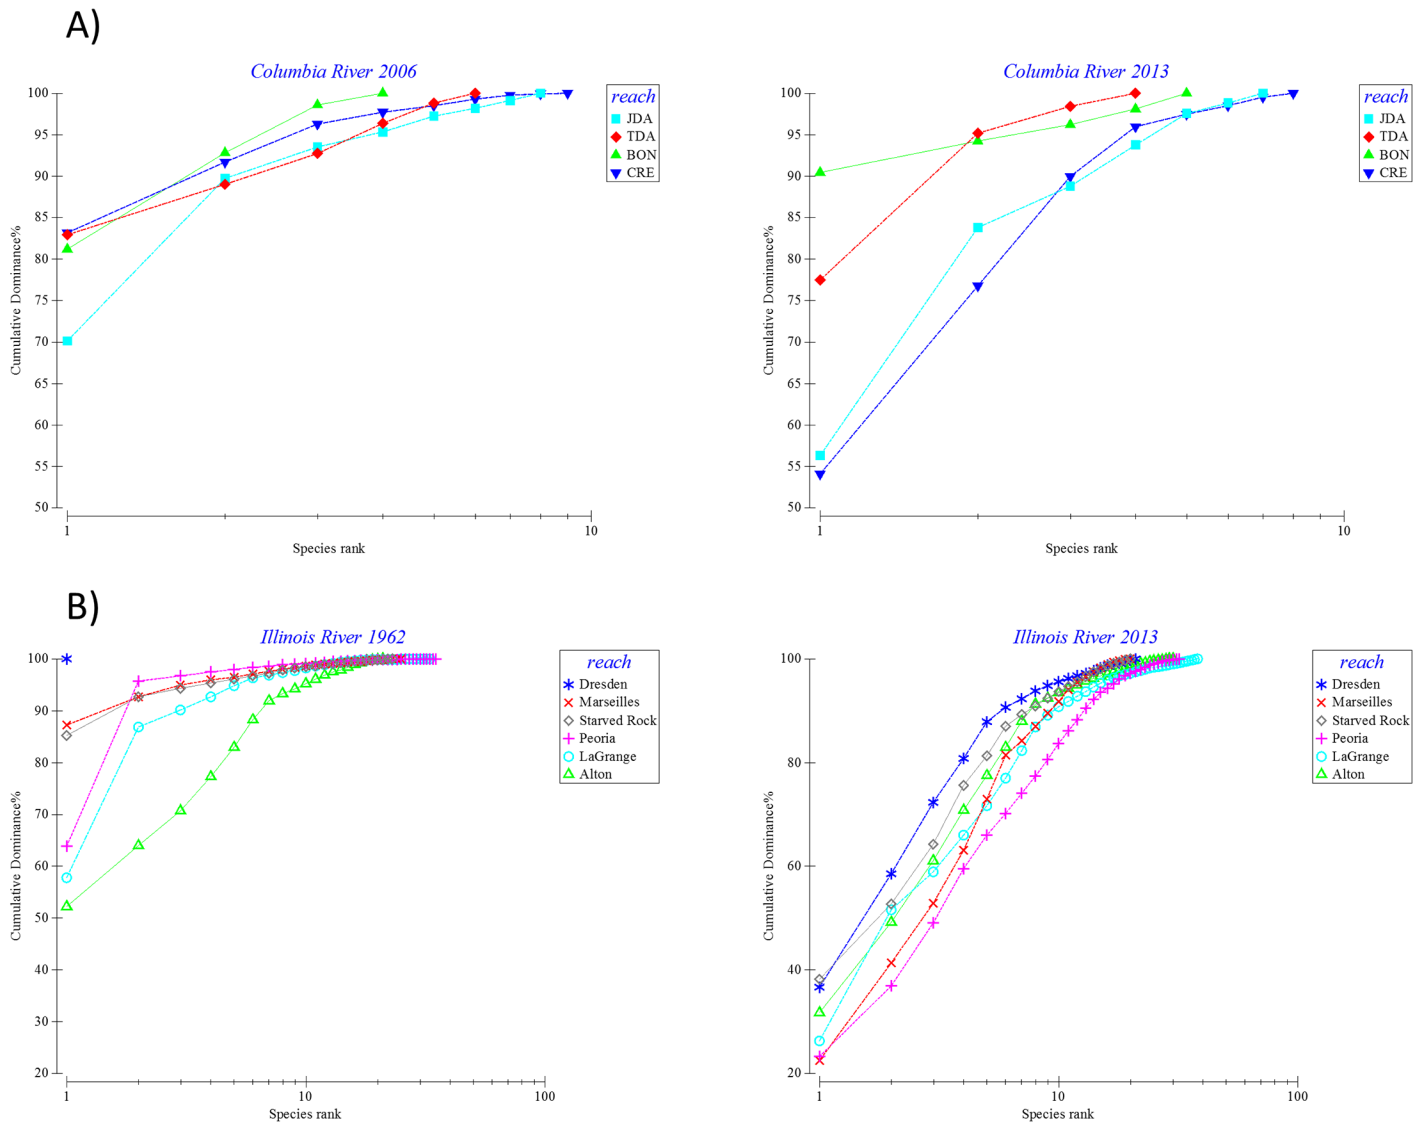 A)
Columbia River 2006
100
95
90
85
80
75
70
65
60
55
50
Cumulative Dominance%
1
10
Species rank
reach
JDA
TDA
BON
CRE
Columbia River 2013
100
95
90
85
80
75
70
65
60
55
50
Cumulative Dominance%
1
10
Species rank
reach
JDA
TDA
BON
CRE
B)
Illinois River 1962
100
90
80
70
60
50
40
30
20
Cumulative Dominance%
1
10
100
Species rank
reach
Dresden
Marseilles
Starved Rock
Peoria
LaGrange
Alton
Illinois River 2013
100
80
60
40
20
Cumulative Dominance%
1
10
100
Species rank
reach
Dresden
Marseilles
Starved Rock
Peoria
LaGrange
Alton